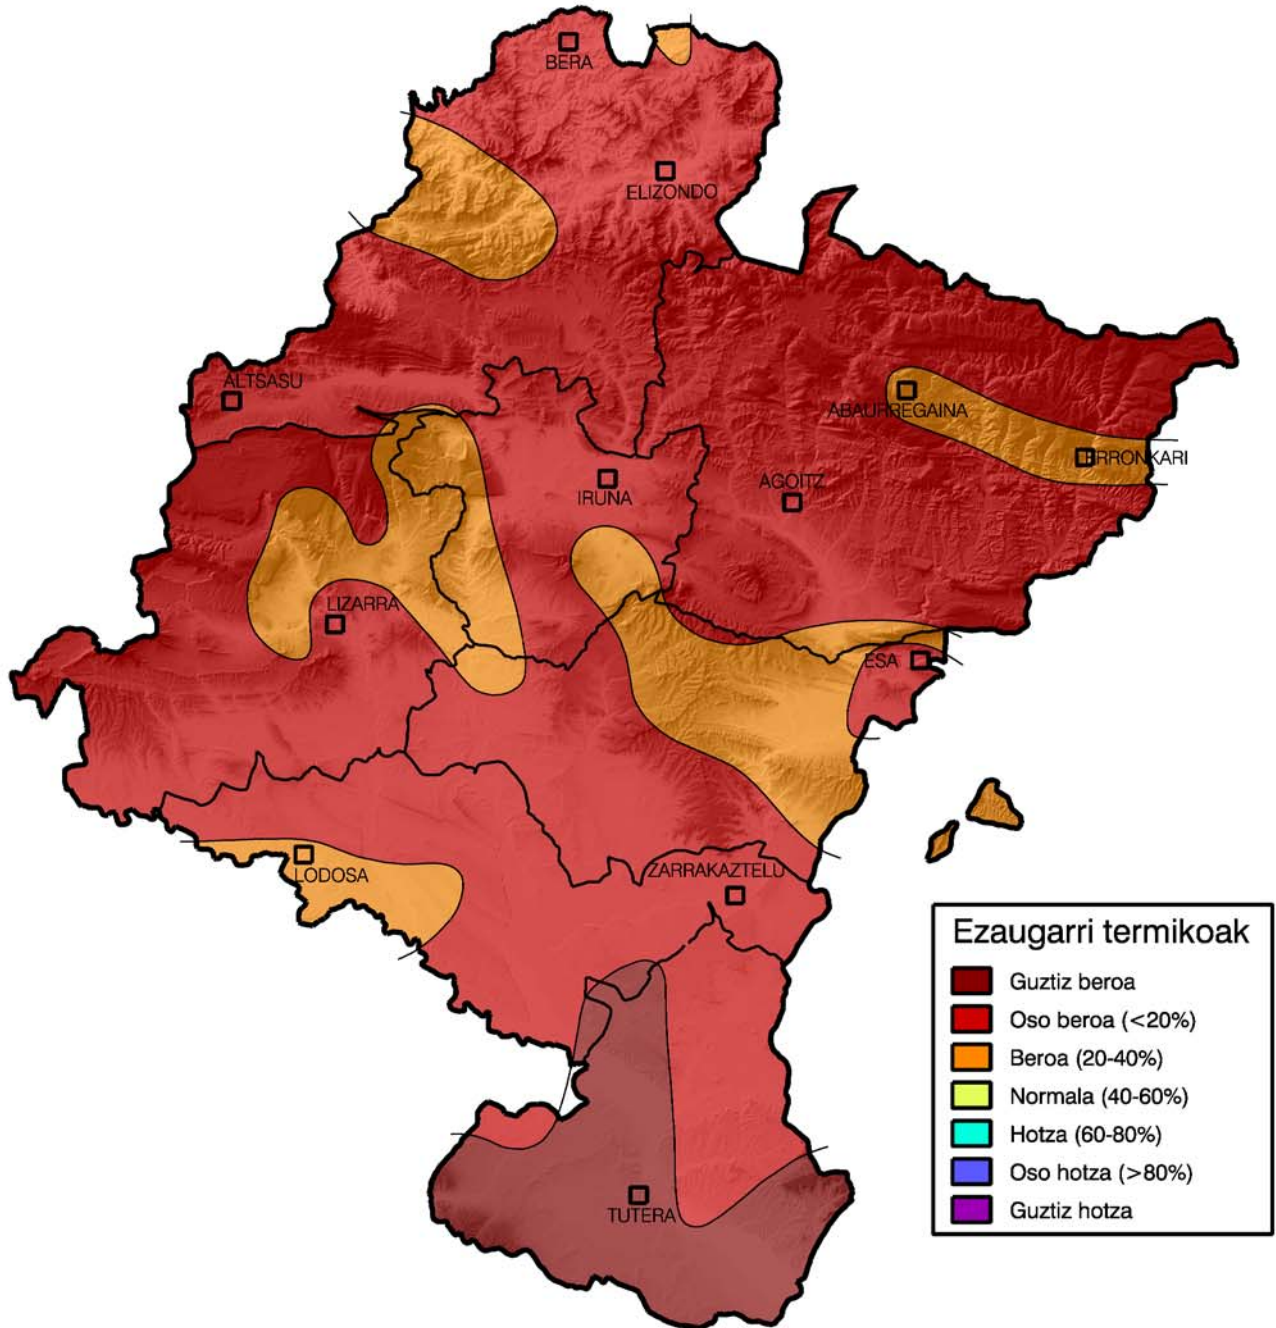 BERA
ELIZONDO
ALTSASU
ABAURREGAINA
ERRONKARI
IRUNA
AGOITZ
LIZARRA
ESA
LODOSA
ZARRAKAZTELU
TUTERA
Ezaugarri termikoak
Guztiz beroa
Oso beroa (<20%)
Beroa (20-40%)
Normala (40-60%)
Hotza (60-80%)
Oso hotza (>80%)
Guztiz hotza